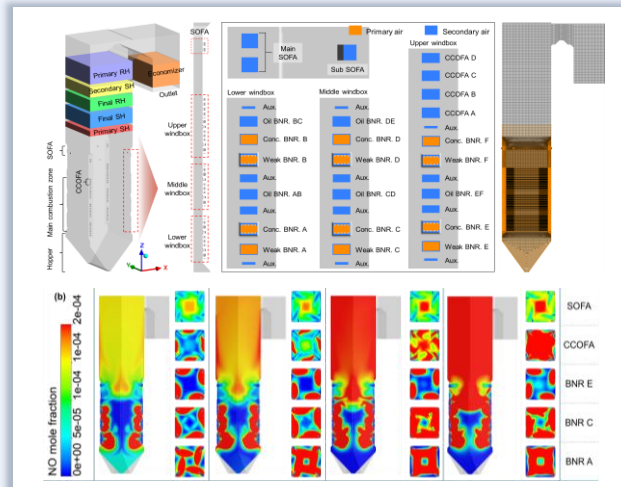 Primary RH
Secondary SH
Final RH
Final SH
Primary SH
Economizer
Outlet
SOFA
CCOFA
Main combustion zone
Hopper
Z
Y
X
SOFA
Upper windbox
Middle windbox
Lower windbox
Primary air
Secondary air
Main SOFA
Sub SOFA
Lower windbox
Aux.
Oil BNR. BC
Aux.
Conc. BNR. B
Weak BNR. B
Aux.
Oil BNR. AB
Aux.
Conc. BNR. A
Weak BNR. A
Aux.
Middle windbox
Aux.
Oil BNR. DE
Aux.
Conc. BNR. D
Weak BNR. D
Aux.
Oil BNR. CD
Aux.
Conc. BNR. C
Weak BNR. C
Aux.
Upper windbox
CCOFA D
CCOFA C
CCOFA B
CCOFA A
Aux.
Conc. BNR. F
Weak BNR. F
Aux.
Oil BNR. EF
Aux.
Conc. BNR. E
Weak BNR. E
Aux.
(b)
NO mole fraction
0e+00 5e-05 1e-04 1e-04 2e-04
SOFA
CCOFA
BNR E
BNR C
BNR A